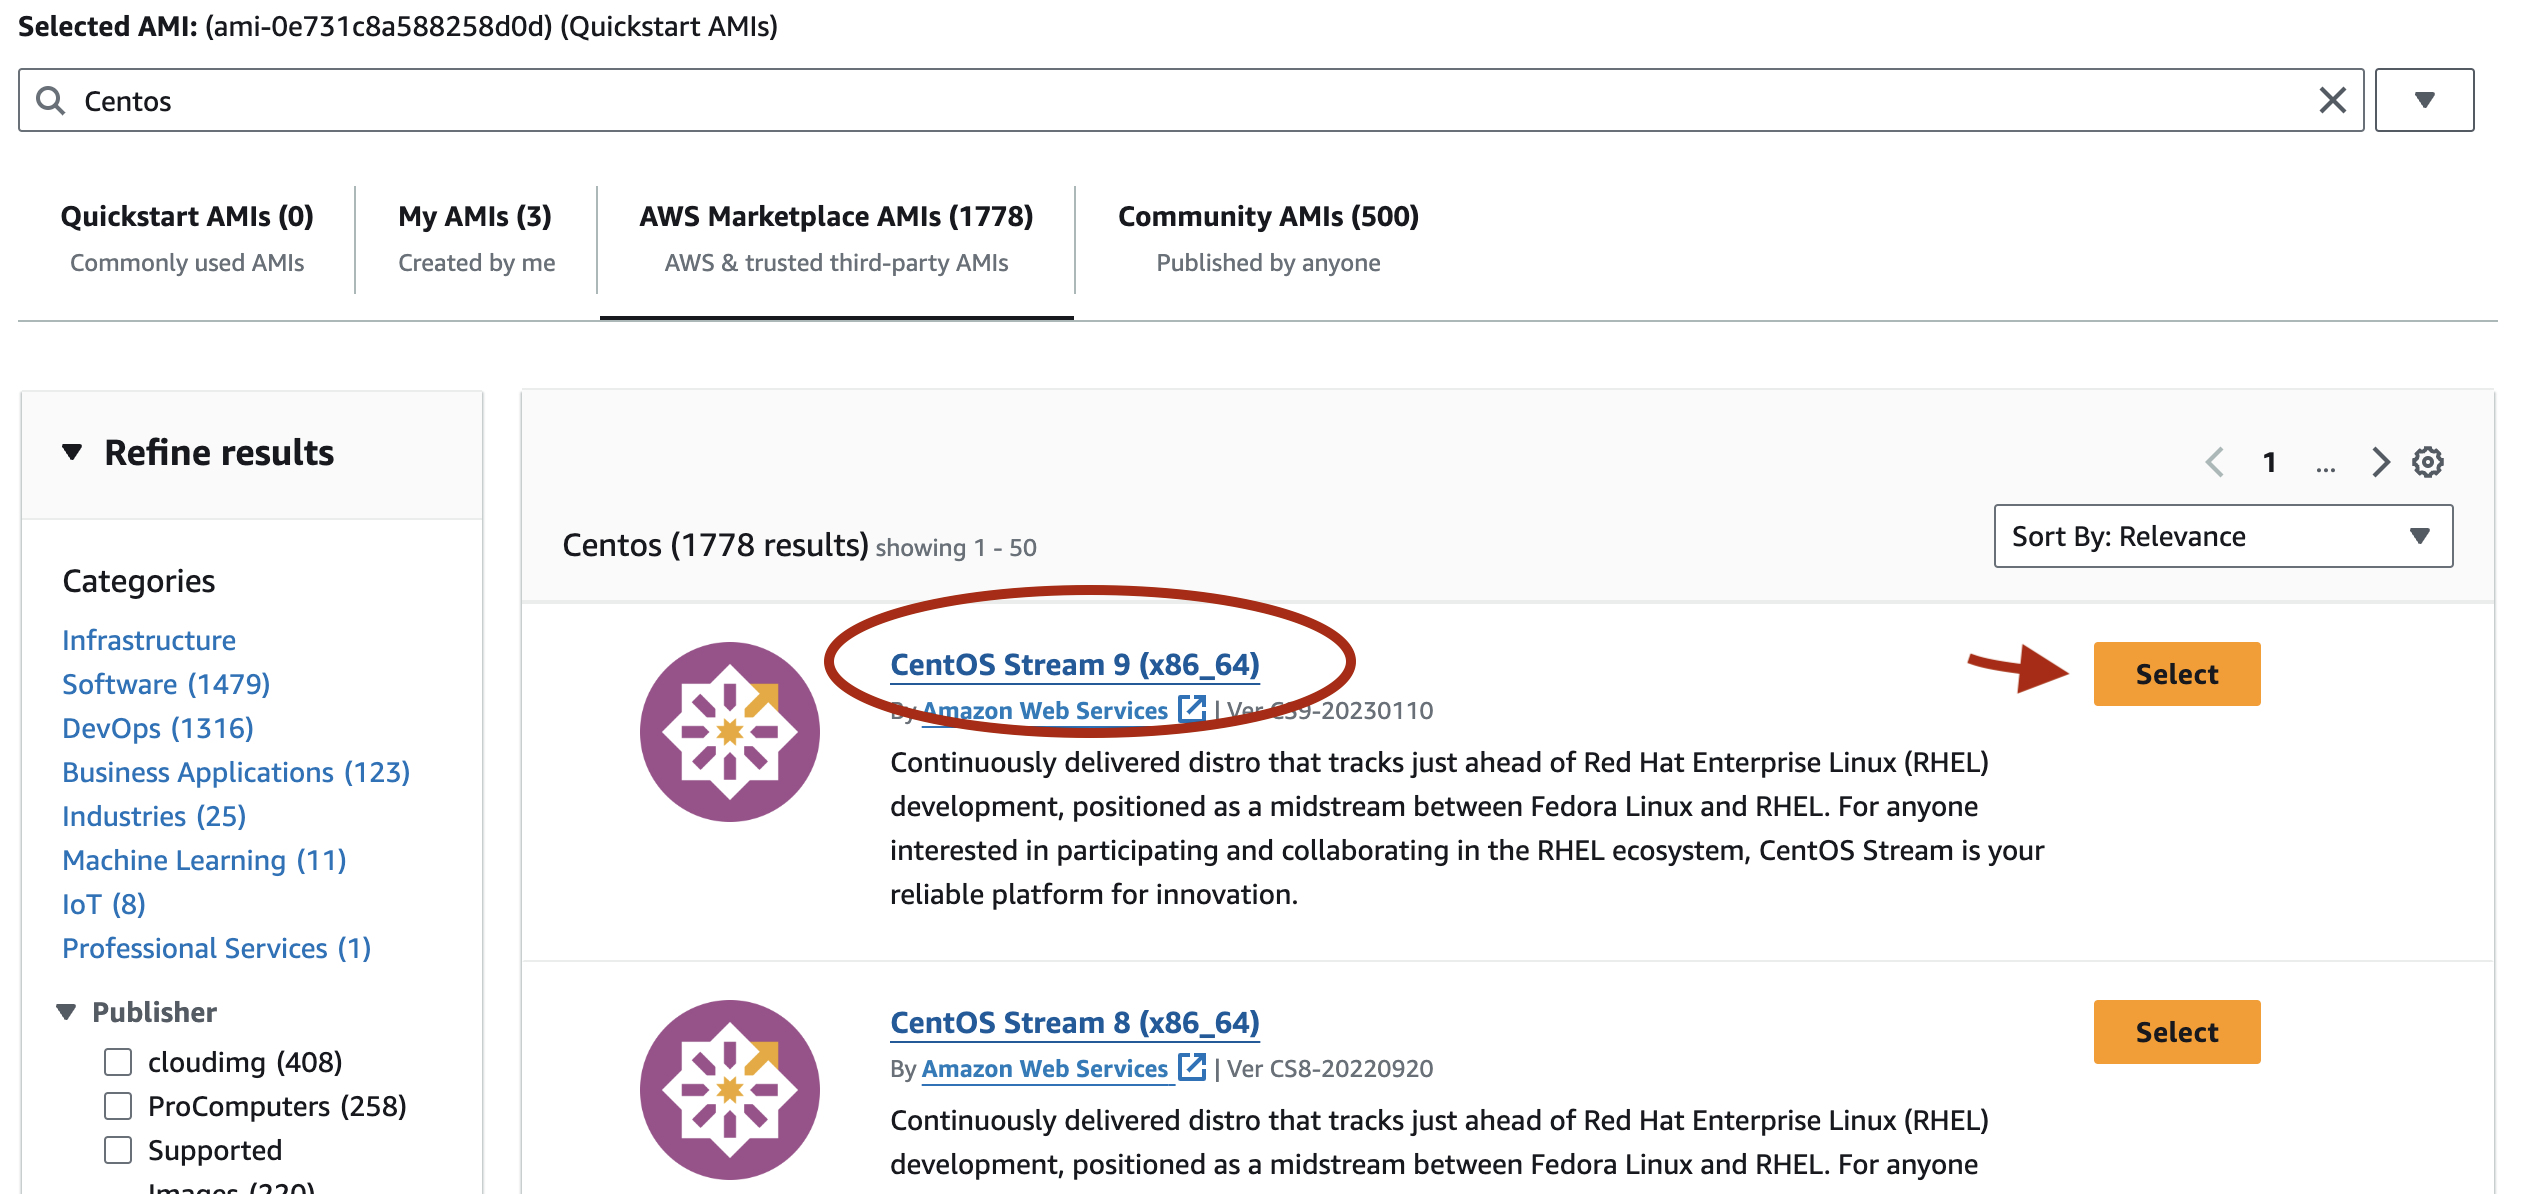 Selected AMI: (ami-0e731c8a588258d0d) (Quickstart AMIs)
Centos
Quickstart AMIs (0)
Commonly used AMIs
My AMIs (3)
Created by me
AWS Marketplace AMIs (1778)
AWS & trusted third-party AMIs
Community AMIs (500)
Published by anyone
Refine results
Categories
Infrastructure
Software (1479)
DevOps (1316)
Business Applications (123)
Industries (25)
Machine Learning (11)
IoT (8)
Professional Services (1)
Publisher
cloudimg (408)
ProComputers (258)
Supported
Images (220)
1 ...
Centos (1778 results) showing 1 - 50
Sort By: Relevance
CentOS Stream 9 (x86_64)
Select
By Amazon Web Services | Ver CS9-20230110
Continuously delivered distro that tracks just ahead of Red Hat Enterprise Linux (RHEL)
development, positioned as a midstream between Fedora Linux and RHEL. For anyone
interested in participating and collaborating in the RHEL ecosystem, CentOS Stream is your
reliable platform for innovation.
CentOS Stream 8 (x86_64)
Select
By Amazon Web Services | Ver CS8-20220920
Continuously delivered distro that tracks just ahead of Red Hat Enterprise Linux (RHEL)
development, positioned as a midstream between Fedora Linux and RHEL. For anyone